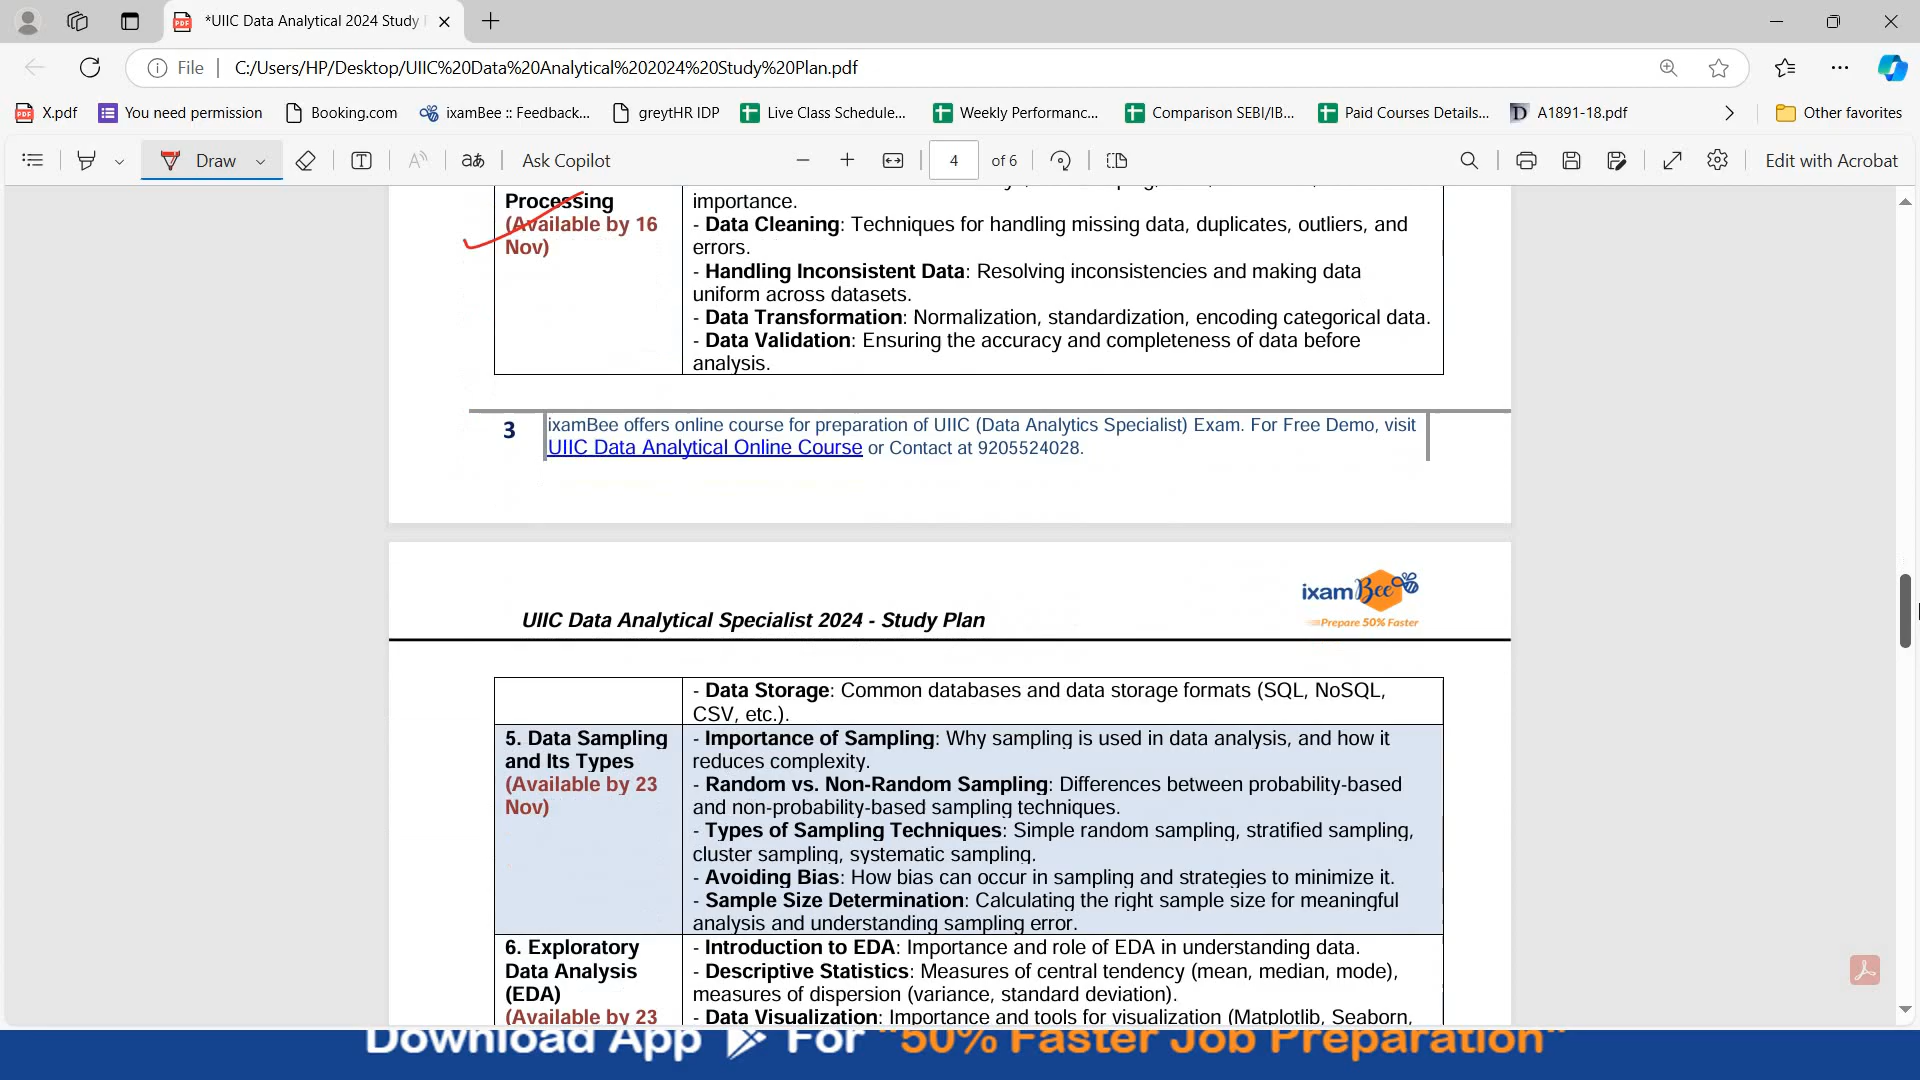 *UIIC Data Analytical 2024 Study
File
C:/Users/HP/Desktop/UIIC%20Data%20Analytical%202024%20Study%20Plan.pdf
X.pdf
You need permission
Booking.com
ixamBee :: Feedback...
greytHR IDP
Live Class Schedule...
Weekly Performanc...
Comparison SEBI/IB...
Paid Courses Details...
A1891-18.pdf
Other favorites
Draw
Ask Copilot
4
of 6
Edit with Acrobat
Processing
(Available by 16
Nov)
importance.
- Data Cleaning: Techniques for handling missing data, duplicates, outliers, and
errors.
- Handling Inconsistent Data: Resolving inconsistencies and making data
uniform across datasets.
- Data Transformation: Normalization, standardization, encoding categorical data.
- Data Validation: Ensuring the accuracy and completeness of data before
analysis.
3
ixamBee offers online course for preparation of UIIC (Data Analytics Specialist) Exam. For Free Demo, visit
UIIC Data Analytical Online Course or Contact at 9205524028.
ixamBee
Prepare 50% Faster
UIIC Data Analytical Specialist 2024 - Study Plan
- Data Storage: Common databases and data storage formats (SQL, NoSQL,
CSV, etc.).
5. Data Sampling
and Its Types
(Available by 23
Nov)
- Importance of Sampling: Why sampling is used in data analysis, and how it
reduces complexity.
- Random vs. Non-Random Sampling: Differences between probability-based
and non-probability-based sampling techniques.
- Types of Sampling Techniques: Simple random sampling, stratified sampling,
cluster sampling, systematic sampling.
- Avoiding Bias: How bias can occur in sampling and strategies to minimize it.
- Sample Size Determination: Calculating the right sample size for meaningful
analysis and understanding sampling error.
6. Exploratory
Data Analysis
(EDA)
(Available by 23
- Introduction to EDA: Importance and role of EDA in understanding data.
- Descriptive Statistics: Measures of central tendency (mean, median, mode),
measures of dispersion (variance, standard deviation).
- Data Visualization: Importance and tools for visualization (Matplotlib, Seaborn,
Download App For "50% Faster Job Preparation"